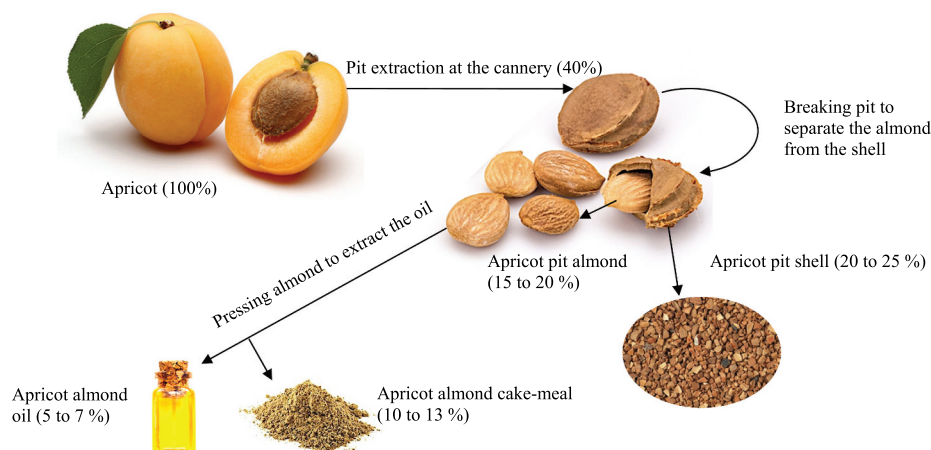 Pit extraction at the cannery (40%)
Breaking pit to
separate the almond
from the shell
Apricot (100%)
Pressing almond to extract the oil
Apricot pit almond
(15 to 20 %)
Apricot pit shell (20 to 25 %)
Apricot almond
oil (5 to 7 %)
Apricot almond cake-meal
(10 to 13 %)